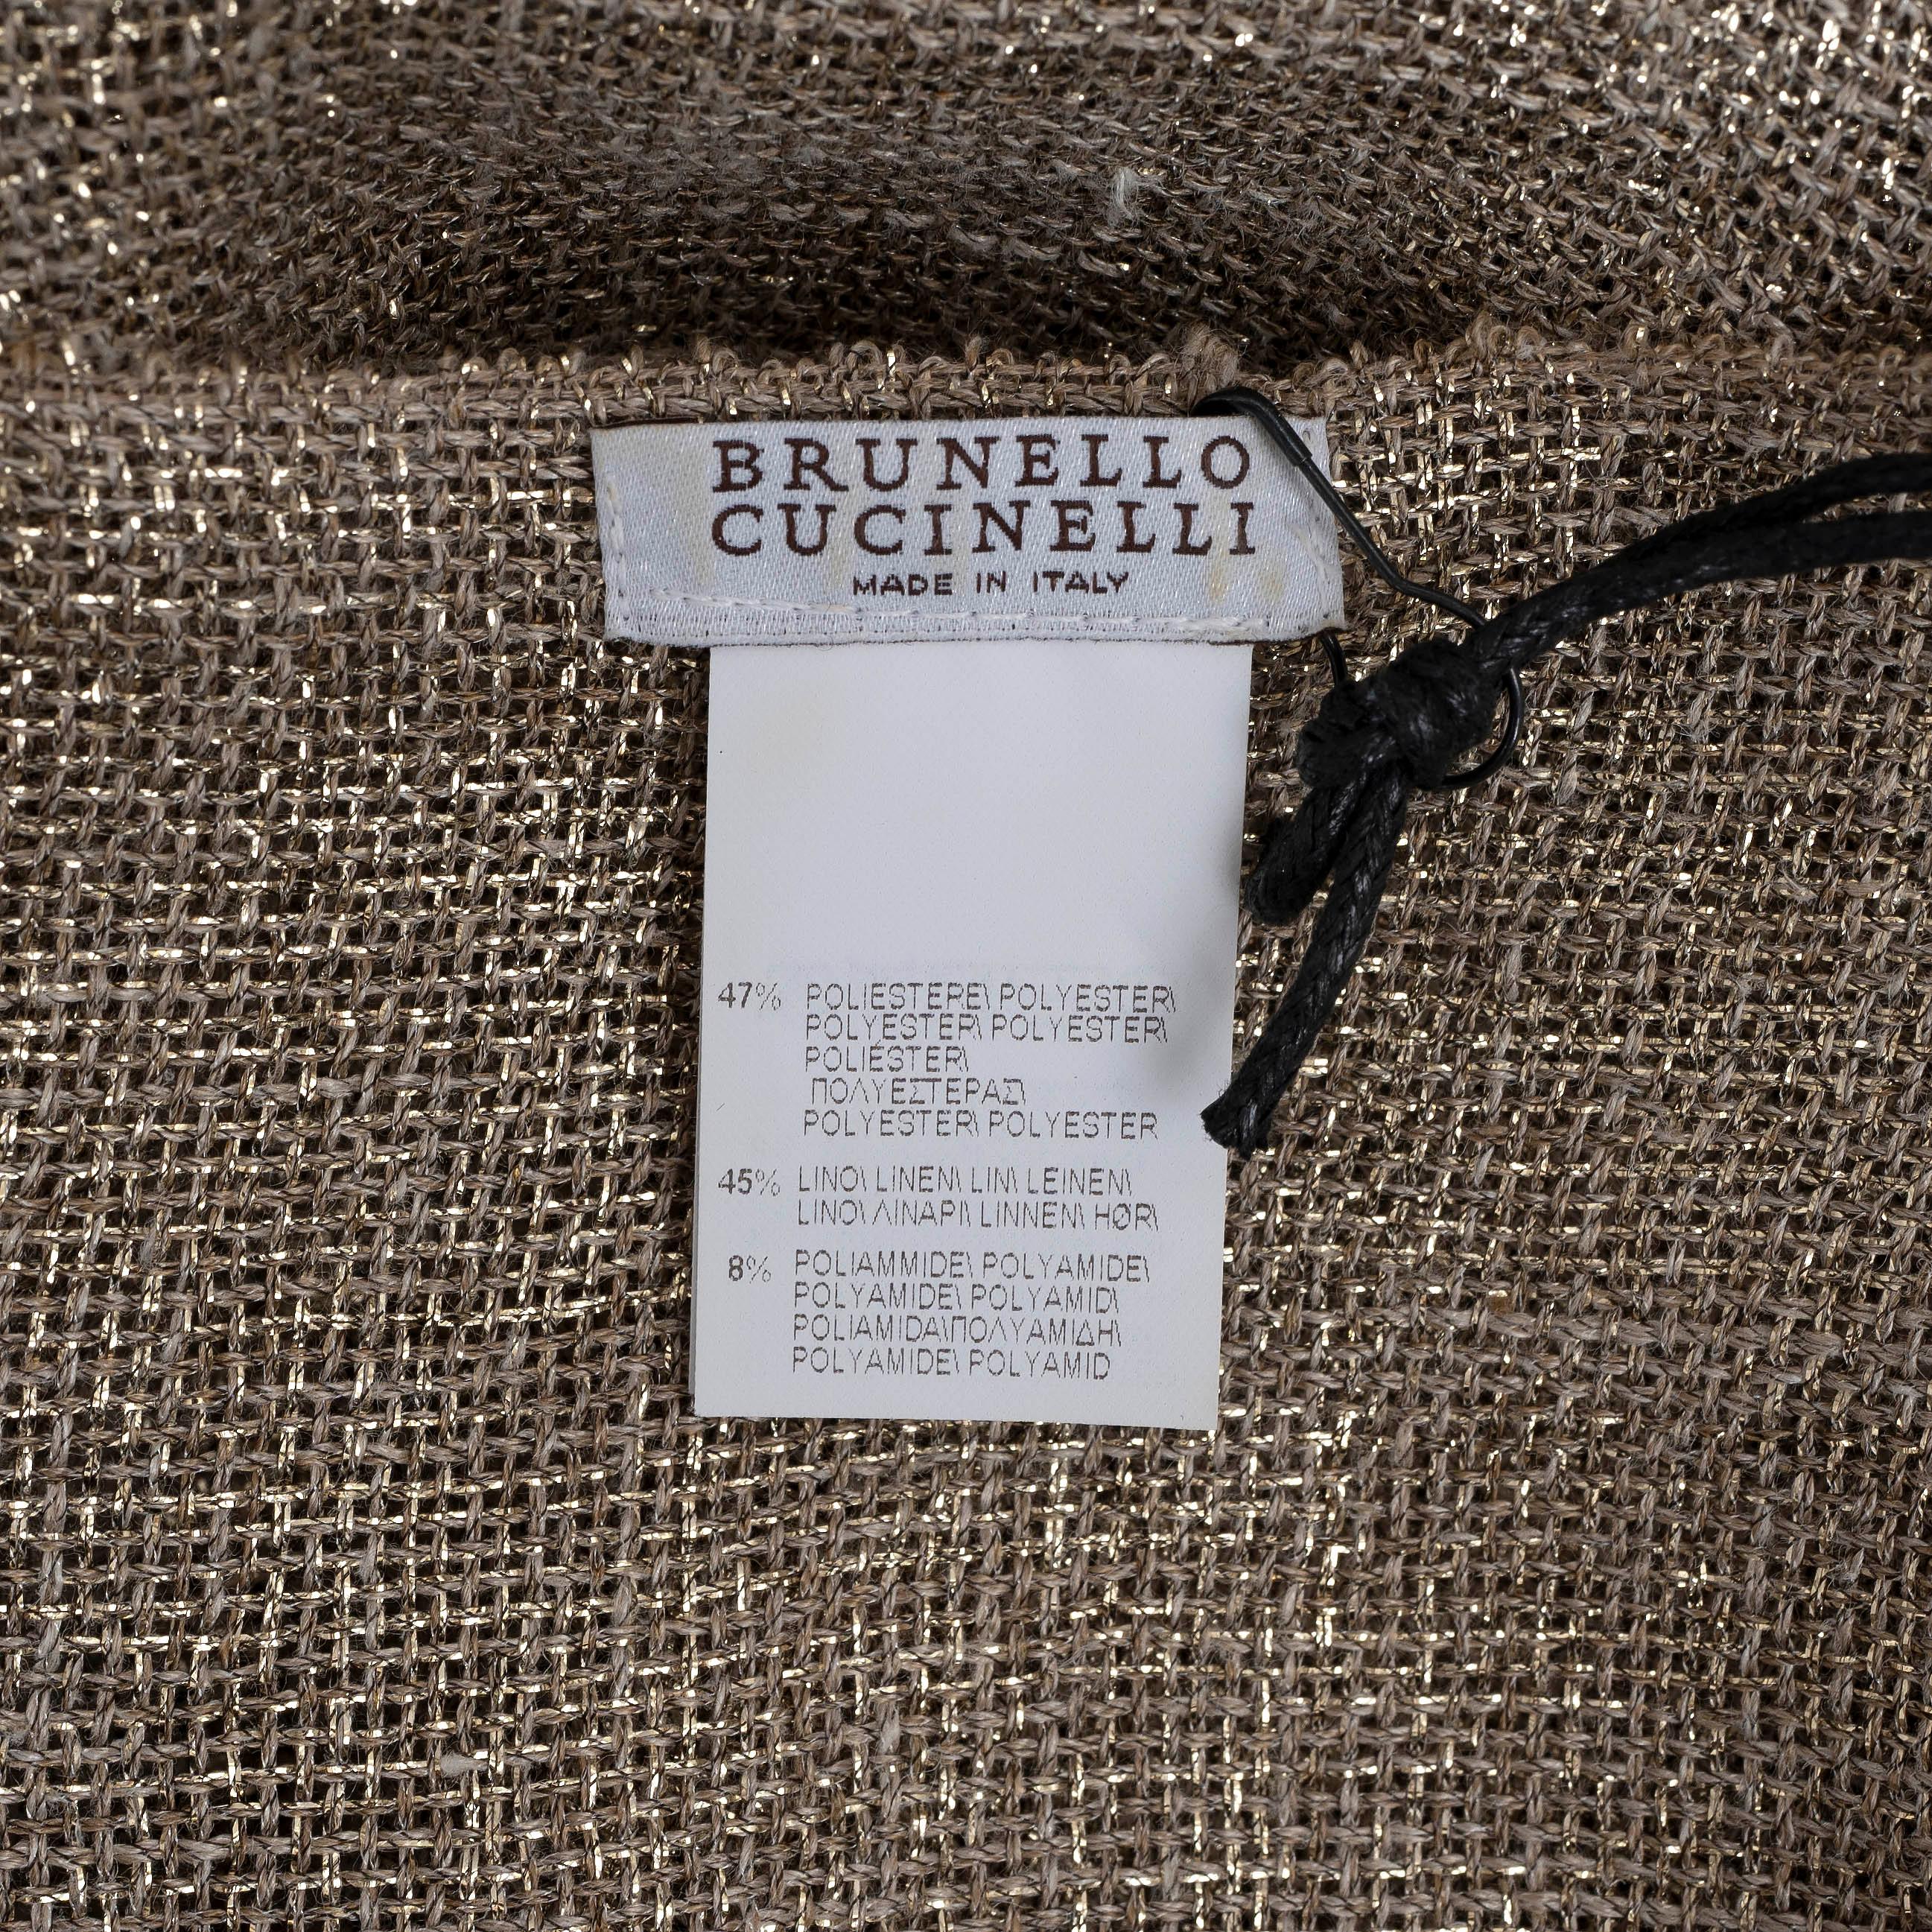 BRUNELLO
CUCINELLI
MADE IN ITALY
47% POLIESTERE\ POLYESTER\
POLYESTER\ POLYESTER\
POLIESTER\
ΠΟΛΥΕΣΤΕΡΑΣ\
POLYESTER\ POLYESTER
45% LINO\ LINEN\ LIN\ LEINEN\
LINO\ ΛΙΝΑΡΙ\ LINNEN\ HØR\
8% POLIAMMIDE\ POLYAMIDE\
POLYAMIDE\ POLYAMID\
POLIAMIDA\ΠΟΛΥΑΜΙΔΗ\
POLYAMIDE\ POLYAMID